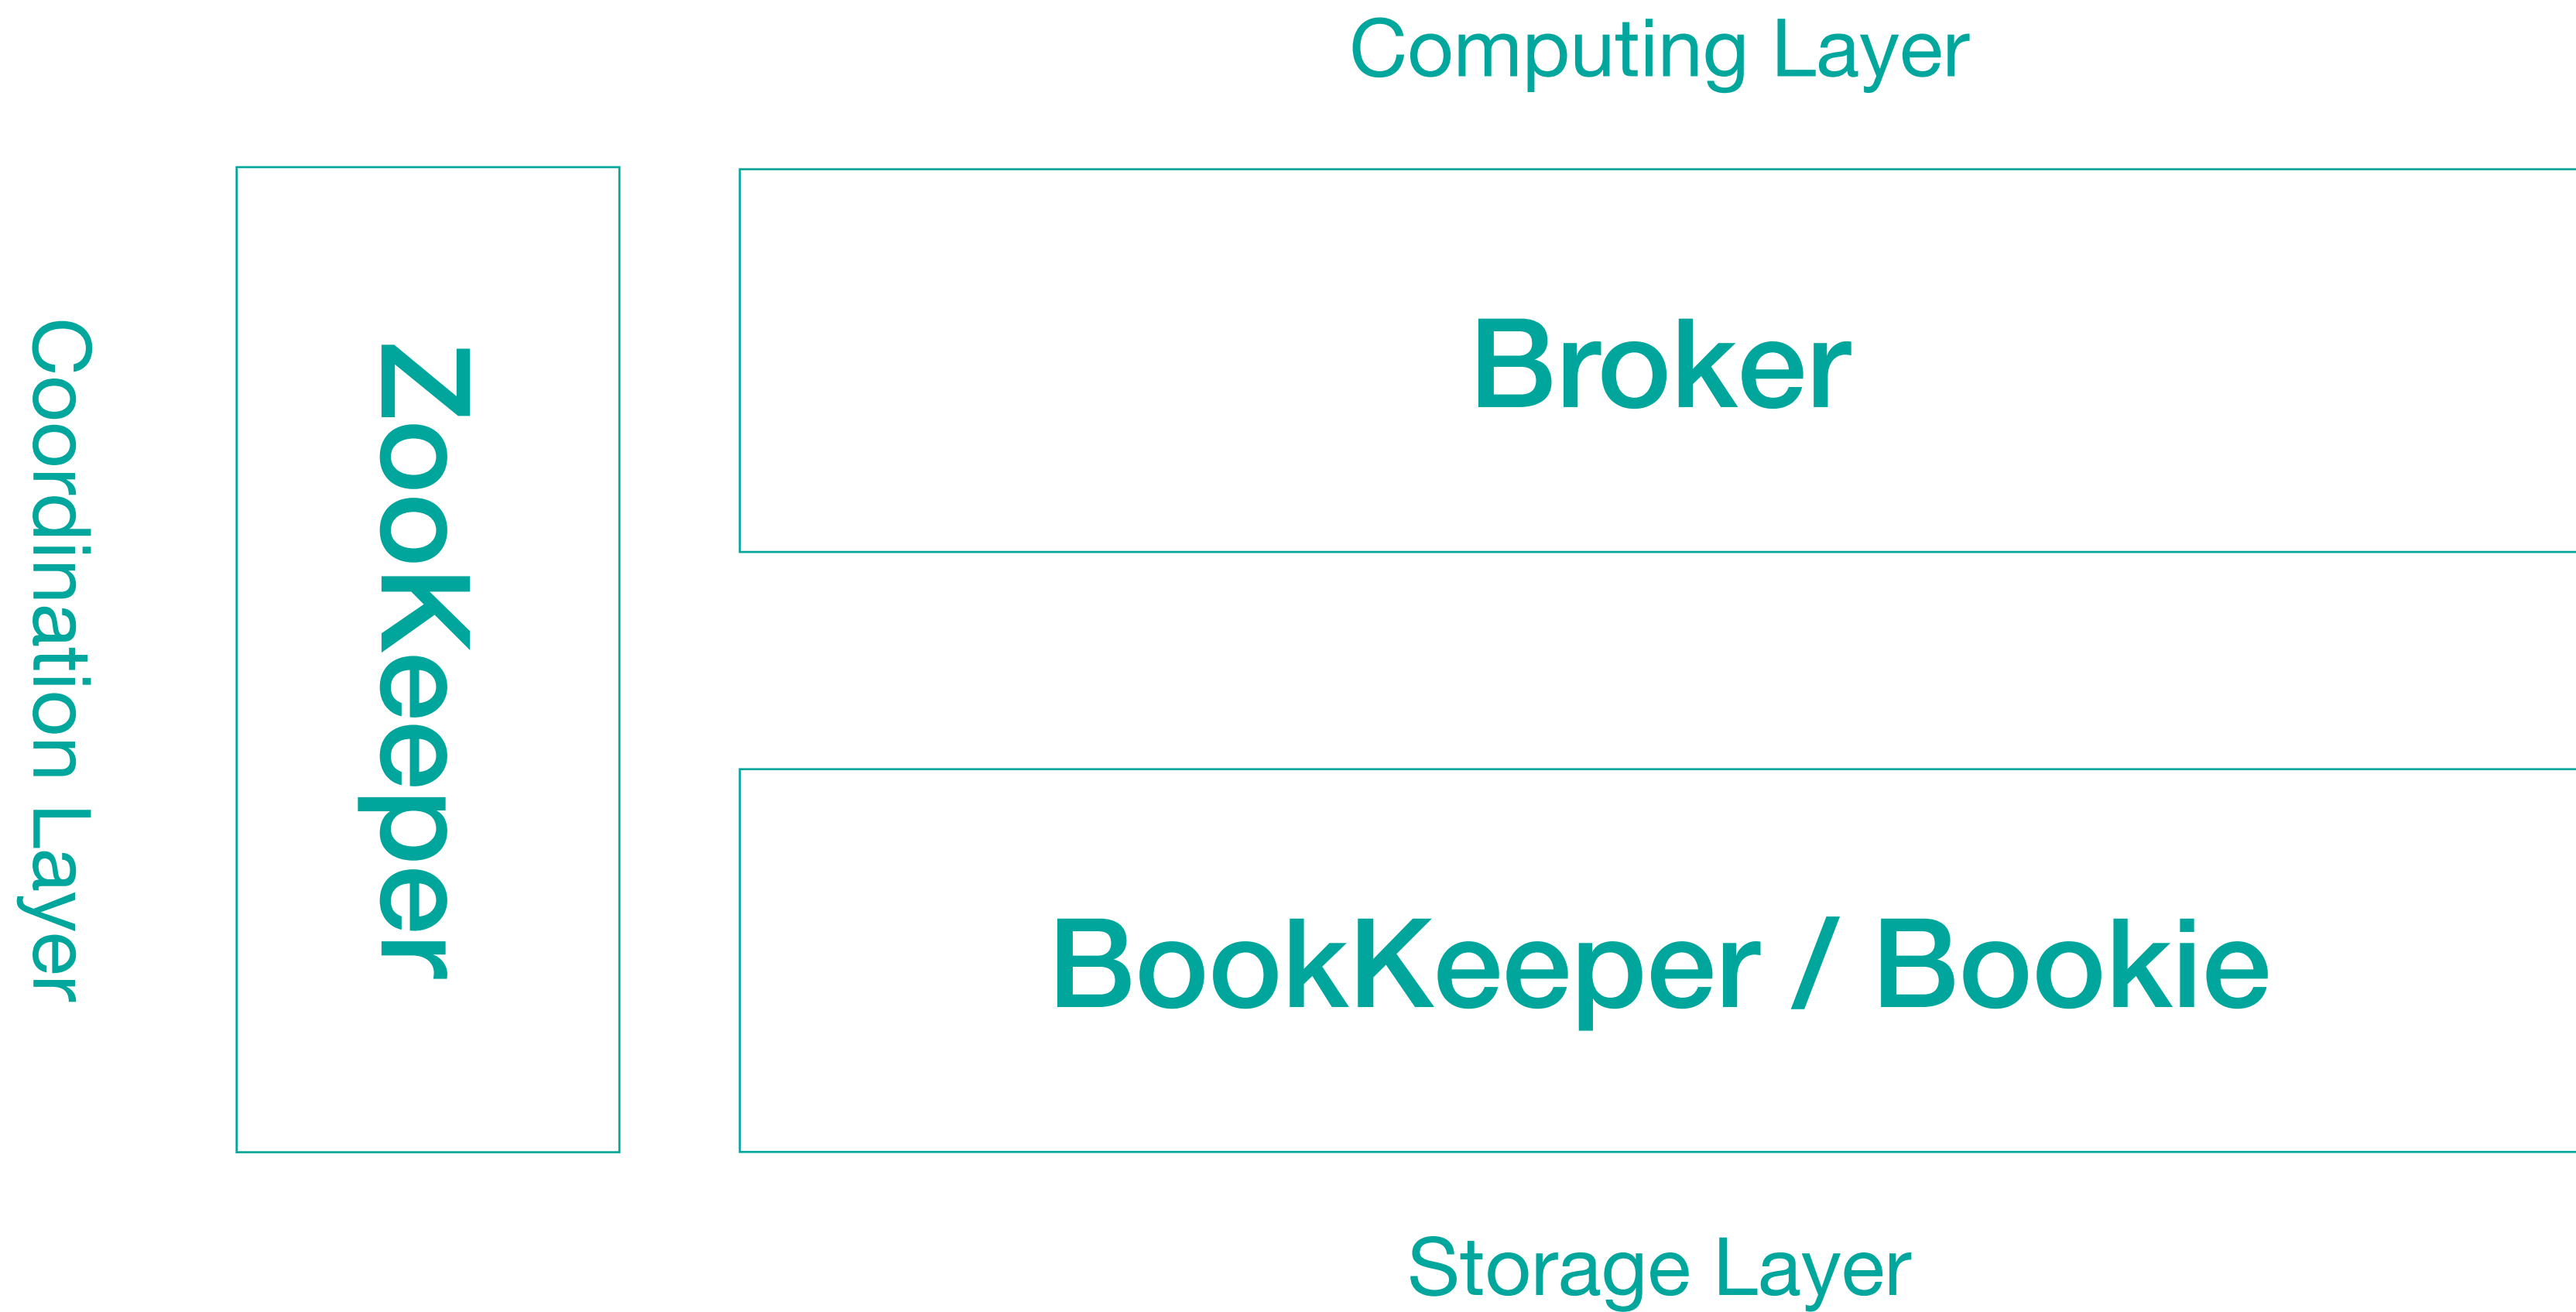 Computing Layer
Coordination Layer
ZooKeeper
Broker
BookKeeper / Bookie
Storage Layer